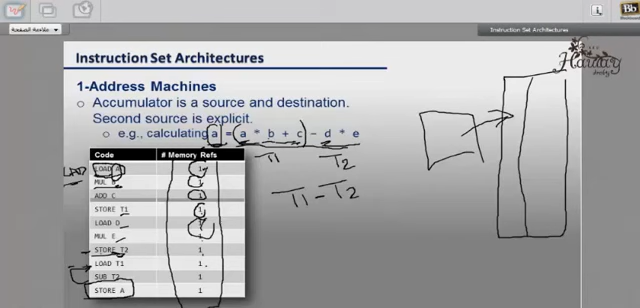 Instruction Set Architectures
Bb
Instruction Set Architectures
1-Address Machines
Accumulator is a source and destination.
Second source is explicit.
e.g., calculating a = (a * b + c) - d * e
T1 T2
T1 - T2
Code # Memory Refs
LOAD A 1
MUL B 1
ADD C 1
STORE T1 1
LOAD D 1
MUL E 1
STORE T2 1
LOAD T1 1
SUB T2 1
STORE A 1